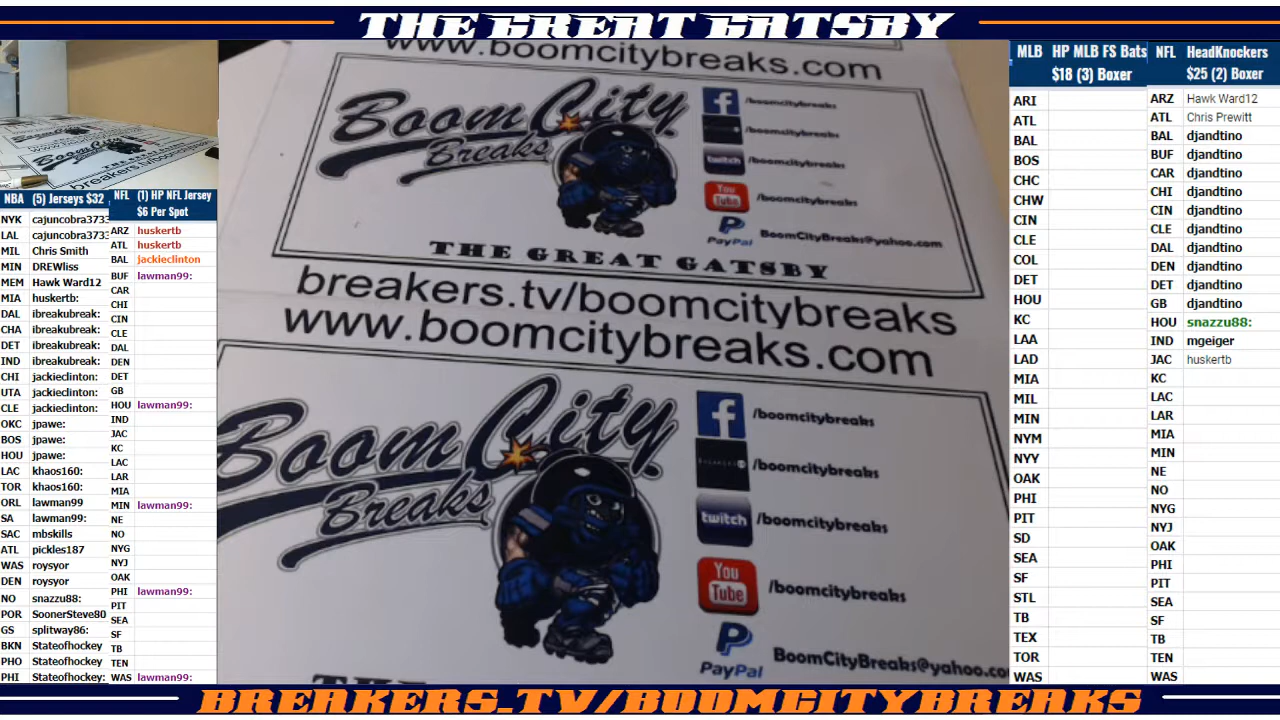 THE GREAT GATSBY
NBA (5) Jerseys $32
NYK cajuncobra3733
LAL cajuncobra3733
MIL Chris Smith
MIN DREWliss
MEM Hawk Ward12
MIA huskertb:
DAL ibreakubreak:
CHA ibreakubreak:
DET ibreakubreak:
IND ibreakubreak:
CHI jackieclinton:
UTA jackieclinton:
CLE jackieclinton:
OKC jpawe:
BOS jpawe:
HOU jpawe:
LAC khaos160:
TOR khaos160:
ORL lawman99
SA lawman99:
SAC mbskills
ATL pickles187
WAS roysyor
DEN roysyor
NO snazzu88:
POR SoonerSteve80
GS splitway86:
BKN Stateofhockey
PHO Stateofhockey
PHI Stateofhockey:
NFL (1) HP NFL Jersey
$6 Per Spot
ARZ huskertb
ATL huskertb
BAL jackieclinton
BUF lawman99:
CAR
CHI
CIN
CLE
DAL
DEN
DET
GB
HOU lawman99:
IND
JAC
KC
LAC
LAR
MIA
MIN lawman99:
NE
NO
NYG
NYJ
OAK
PHI lawman99:
PIT
SEA
SF
TB
TEN
WAS lawman99:
www.boomcitybreaks.com
Boom City
Breaks
/boomcitybreaks
/boomcitybreaks
twitch /boomcitybreaks
You Tube /boomcitybreaks
PayPal BoomCityBreaks@yahoo.com
THE GREAT GATSBY
breakers.tv/boomcitybreaks
www.boomcitybreaks.com
Boom City
Breaks
/boomcitybreaks
/boomcitybreaks
twitch /boomcitybreaks
You Tube /boomcitybreaks
PayPal BoomCityBreaks@yahoo.co
MLB HP MLB FS Bats
$18 (3) Boxer
ARI
ATL
BAL
BOS
CHC
CHW
CIN
CLE
COL
DET
HOU
KC
LAA
LAD
MIA
MIL
MIN
NYM
NYY
OAK
PHI
PIT
SD
SEA
SF
STL
TB
TEX
TOR
WAS
NFL HeadKnockers
$25 (2) Boxer
ARZ Hawk Ward12
ATL Chris Prewitt
BAL djandtino
BUF djandtino
CAR djandtino
CHI djandtino
CIN djandtino
CLE djandtino
DAL djandtino
DEN djandtino
DET djandtino
GB djandtino
HOU snazzu88:
IND mgeiger
JAC huskertb
KC
LAC
LAR
MIA
MIN
NE
NO
NYG
NYJ
OAK
PHI
PIT
SEA
SF
TB
TEN
WAS
BREAKERS.TV/BOOMCITYBREAKS